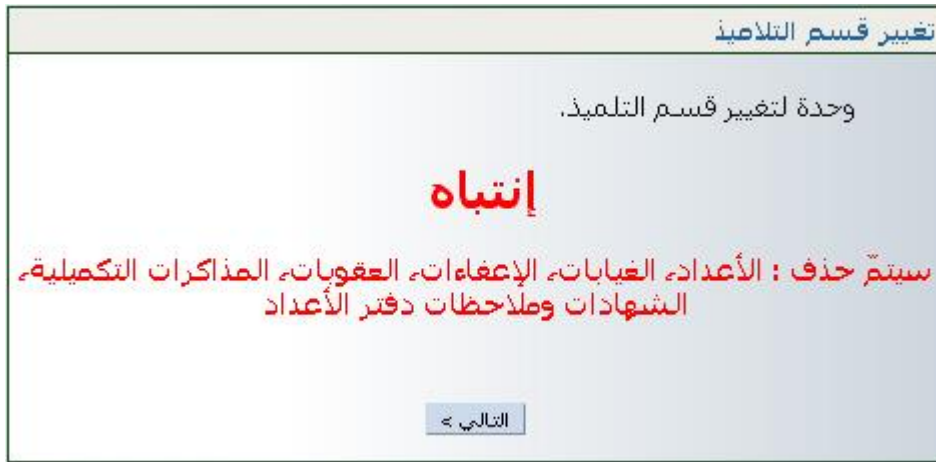 تغيير قسم التلاميذ
وحدة لتغيير قسم التلميذ.
إنتباه
سيتمّ حذف : الأعداد، الغيابات، الإعفاءات، العقوبات، المذاكرات التكميلية،
الشهادات وملاحظات دفتر الأعداد
التالي >